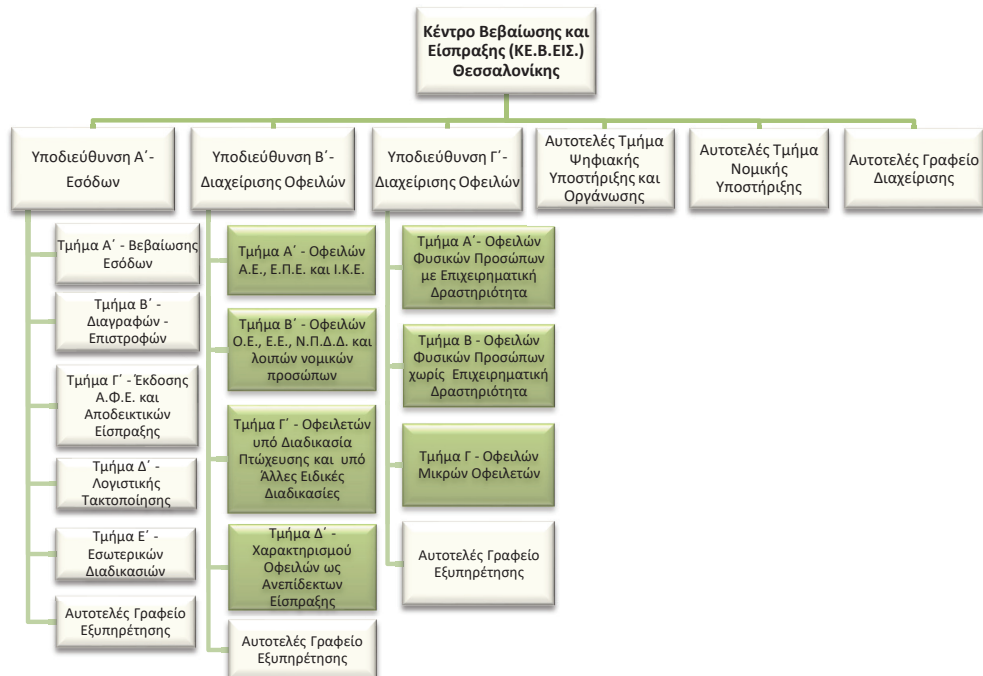 Κέντρο Βεβαίωσης και
Είσπραξης (ΚΕ.Β.ΕΙΣ.)
Θεσσαλονίκης
Υποδιεύθυνση Α΄-
Εσόδων
Υποδιεύθυνση Β΄-
Διαχείρισης Οφειλών
Υποδιεύθυνση Γ΄-
Διαχείρισης Οφειλών
Αυτοτελές Τμήμα
Ψηφιακής
Υποστήριξης και
Οργάνωσης
Αυτοτελές Τμήμα
Νομικής
Υποστήριξης
Αυτοτελές Γραφείο
Διαχείρισης
Τμήμα Α΄ - Βεβαίωσης
Εσόδων
Τμήμα Β΄ -
Διαγραφών -
Επιστροφών
Τμήμα Γ΄ - Έκδοσης
Α.Φ.Ε. και
Αποδεικτικών
Είσπραξης
Τμήμα Δ΄ -
Λογιστικής
Τακτοποίησης
Τμήμα Ε΄ -
Εσωτερικών
Διαδικασιών
Αυτοτελές Γραφείο
Εξυπηρέτησης
Τμήμα Α΄ - Οφειλών
Α.Ε., Ε.Π.Ε. και Ι.Κ.Ε.
Τμήμα Β΄ - Οφειλών
Ο.Ε., Ε.Ε., Ν.Π.Δ.Δ. και
λοιπών νομικών
προσώπων
Τμήμα Γ΄ - Οφειλετών
υπό Διαδικασία
Πτώχευσης και υπό
Άλλες Ειδικές
Διαδικασίες
Τμήμα Δ΄ -
Χαρακτηρισμού
Οφειλών ως
Ανεπίδεκτων
Είσπραξης
Αυτοτελές Γραφείο
Εξυπηρέτησης
Τμήμα Α΄- Οφειλών
Φυσικών Προσώπων
με Επιχειρηματική
Δραστηριότητα
Τμήμα Β - Οφειλών
Φυσικών Προσώπων
χωρίς Επιχειρηματική
Δραστηριότητα
Τμήμα Γ - Οφειλών
Μικρών Οφειλετών
Αυτοτελές Γραφείο
Εξυπηρέτησης